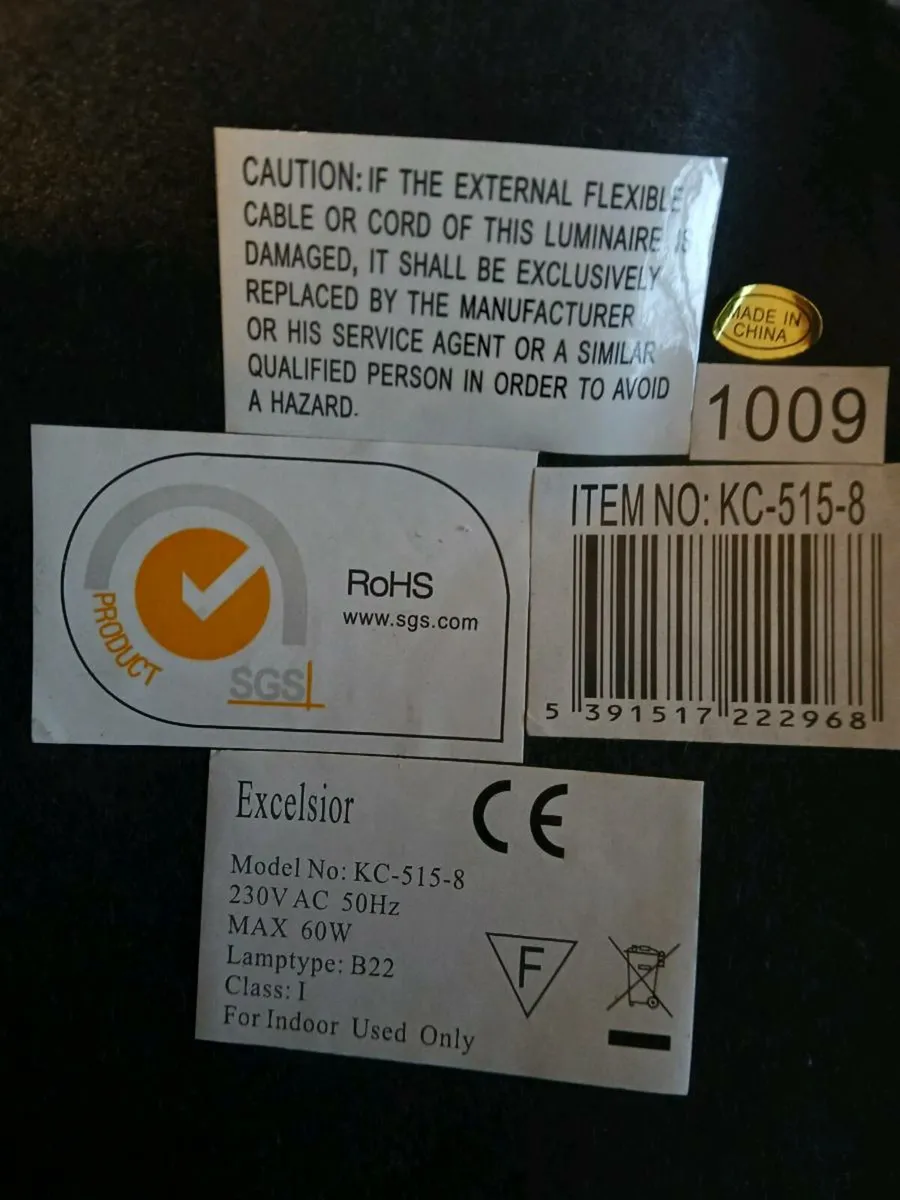 CAUTION: IF THE EXTERNAL FLEXIBLE
CABLE OR CORD OF THIS LUMINAIRE IS
DAMAGED, IT SHALL BE EXCLUSIVELY
REPLACED BY THE MANUFACTURER
OR HIS SERVICE AGENT OR A SIMILAR
QUALIFIED PERSON IN ORDER TO AVOID
A HAZARD.
MADE IN
CHINA
1009
PRODUCT
SGS
RoHS
www.sgs.com
ITEM NO: KC-515-8
5 391517 222968
Excelsior
CE
Model No: KC-515-8
230V AC 50Hz
MAX 60W
Lamptype: B22
Class: I
For Indoor Used Only
F